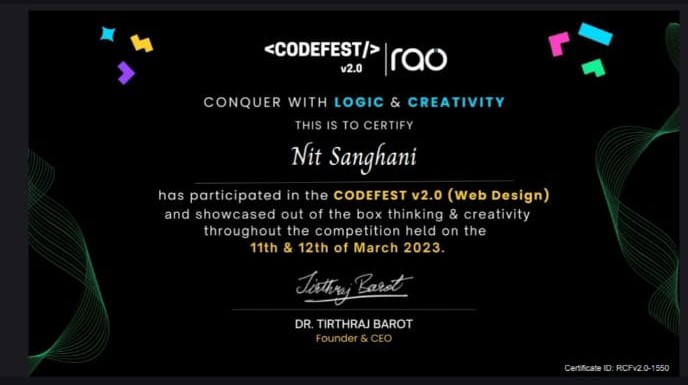 <CODEFEST/>
v2.0
rao
CONQUER WITH LOGIC & CREATIVITY
THIS IS TO CERTIFY
Nit Sanghani
has participated in the CODEFEST v2.0 (Web Design)
and showcased out of the box thinking & creativity
throughout the competition held on the
11th & 12th of March 2023.
Tirthraj Barot
DR. TIRTHRAJ BAROT
Founder & CEO
Certificate ID: RCFv2.0-1550